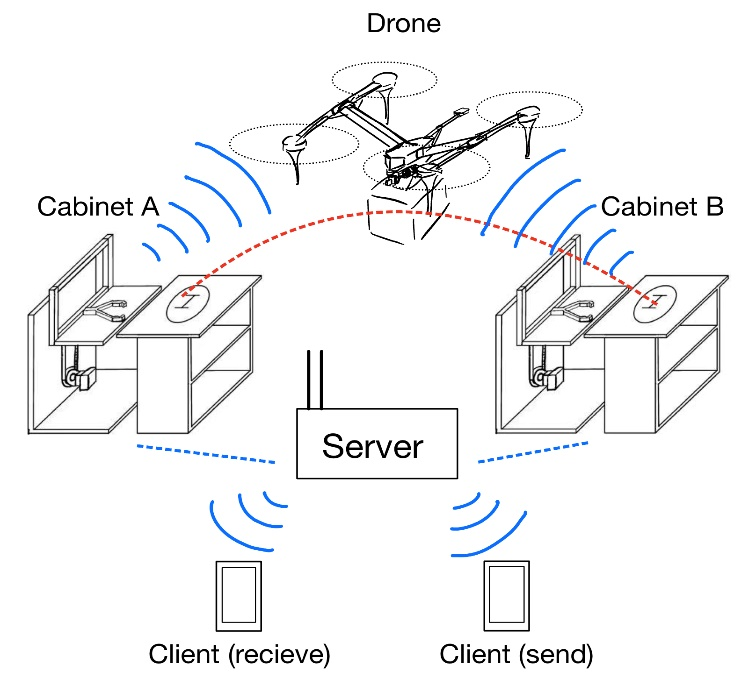 Drone
Cabinet A
Cabinet B
H
H
Server
Client (recieve)
Client (send)